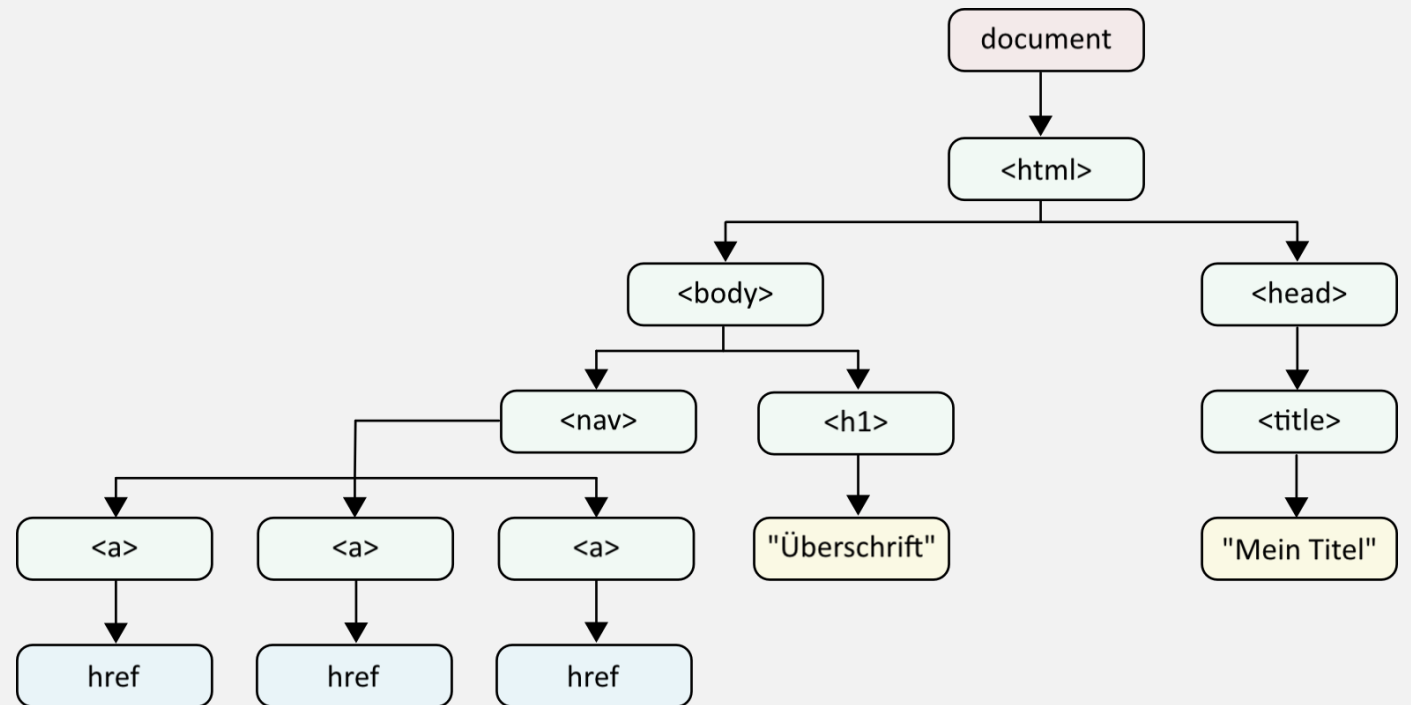 document
<html>
<body>
<head>
<nav>
<h1>
<title>
<a>
<a>
<a>
"Überschrift"
"Mein Titel"
href
href
href